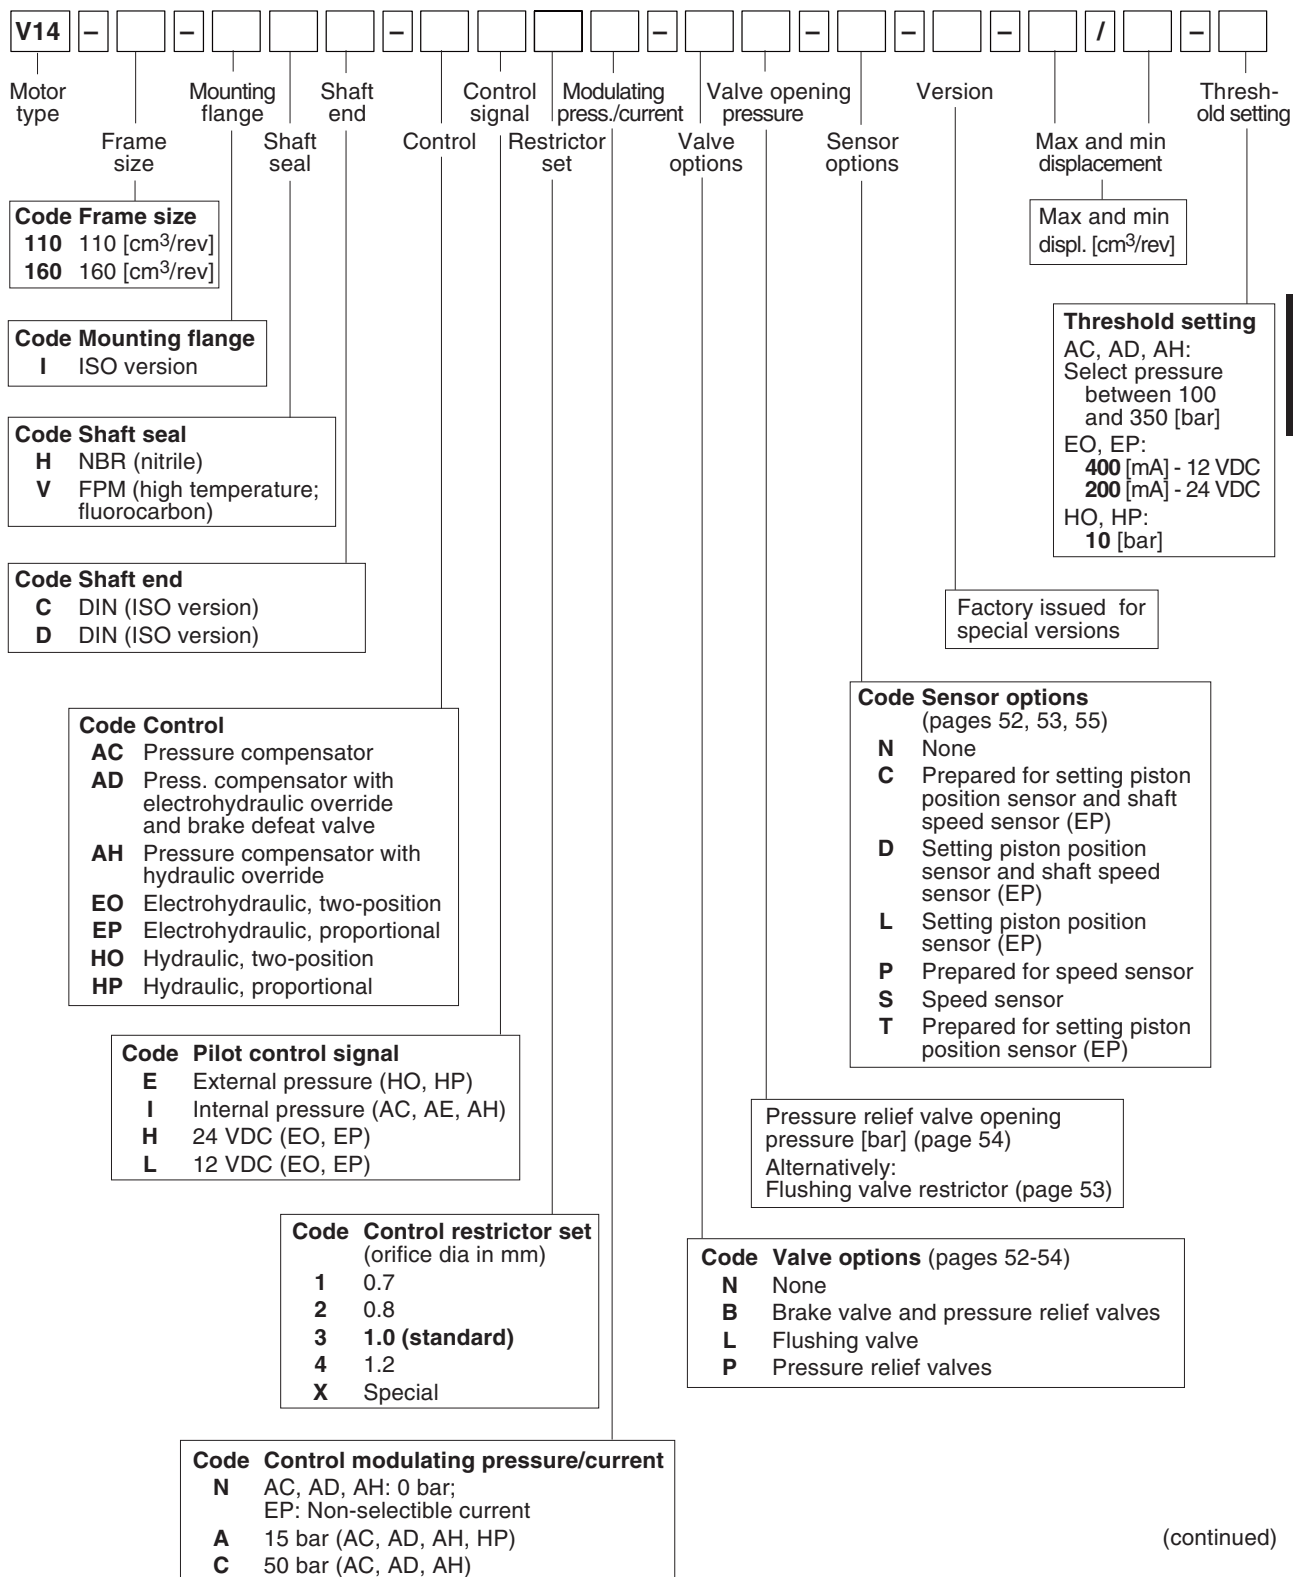 V14 – – – – – – – / –
Motor type
Mounting flange
Shaft end
Control signal
Modulating press./current
Valve opening pressure
Version
Thresh-
old setting
Frame size
Shaft seal
Control
Restrictor set
Valve options
Sensor options
Max and min displacement
Code Frame size
110 110 [cm3/rev]
160 160 [cm3/rev]
Max and min
displ. [cm3/rev]
Code Mounting flange
I ISO version
Threshold setting
AC, AD, AH:
Select pressure
between 100
and 350 [bar]
EO, EP:
400 [mA] - 12 VDC
200 [mA] - 24 VDC
HO, HP:
10 [bar]
Code Shaft seal
H NBR (nitrile)
V FPM (high temperature;
fluorocarbon)
Code Shaft end
C DIN (ISO version)
D DIN (ISO version)
Factory issued for
special versions
Code Control
AC Pressure compensator
AD Press. compensator with
electrohydraulic override
and brake defeat valve
AH Pressure compensator with
hydraulic override
EO Electrohydraulic, two-position
EP Electrohydraulic, proportional
HO Hydraulic, two-position
HP Hydraulic, proportional
Code Sensor options
(pages 52, 53, 55)
N None
C Prepared for setting piston
position sensor and shaft
speed sensor (EP)
D Setting piston position
sensor and shaft speed
sensor (EP)
L Setting piston position
sensor (EP)
P Prepared for speed sensor
S Speed sensor
T Prepared for setting piston
position sensor (EP)
Code Pilot control signal
E External pressure (HO, HP)
I Internal pressure (AC, AE, AH)
H 24 VDC (EO, EP)
L 12 VDC (EO, EP)
Pressure relief valve opening
pressure [bar] (page 54)
Alternatively:
Flushing valve restrictor (page 53)
Code Control restrictor set
(orifice dia in mm)
1 0.7
2 0.8
3 1.0 (standard)
4 1.2
X Special
Code Valve options (pages 52-54)
N None
B Brake valve and pressure relief valves
L Flushing valve
P Pressure relief valves
Code Control modulating pressure/current
N AC, AD, AH: 0 bar;
EP: Non-selectible current
A 15 bar (AC, AD, AH, HP)
C 50 bar (AC, AD, AH)
(continued)